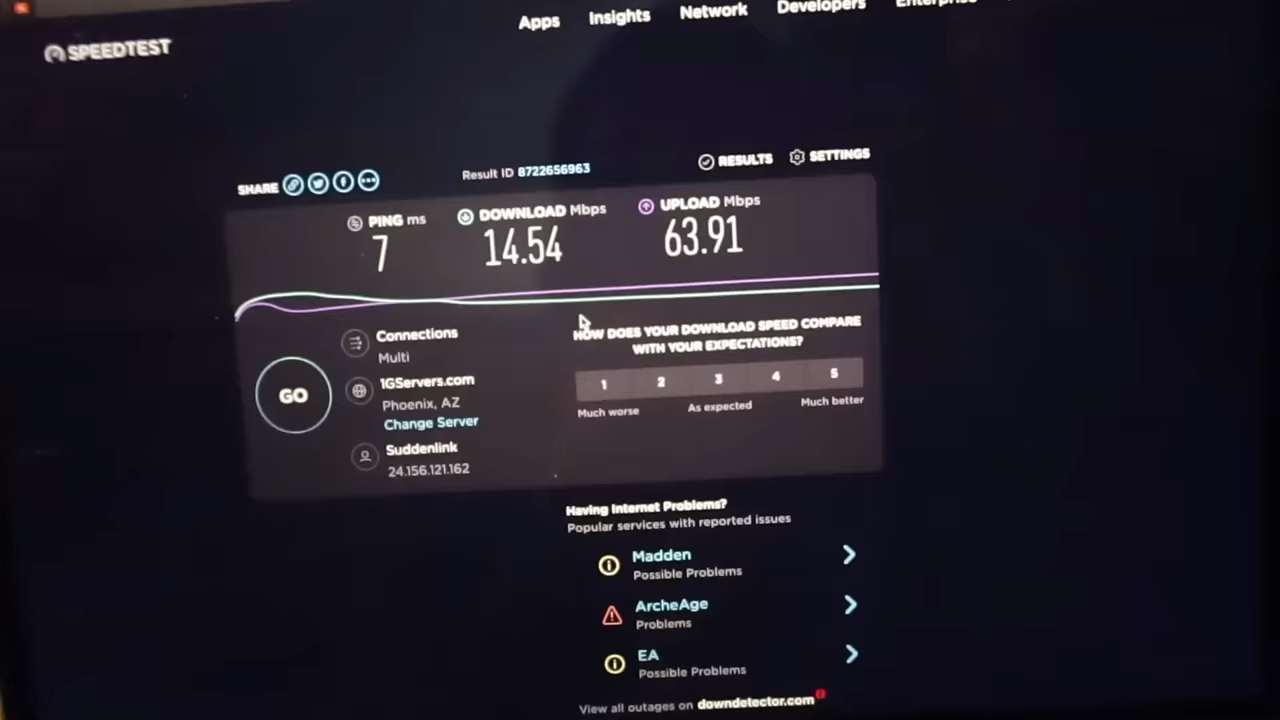 Apps Insights Network Developers Enterprise
SPEEDTEST
SHARE Result ID 8722656963 RESULTS SETTINGS
PING ms DOWNLOAD Mbps UPLOAD Mbps
7 14.54 63.91
Connections
Multi
1GServers.com
Phoenix, AZ
Change Server
Suddenlink
24.156.121.162
GO
HOW DOES YOUR DOWNLOAD SPEED COMPARE
WITH YOUR EXPECTATIONS?
1 2 3 4 5
Much worse As expected Much better
Having Internet Problems?
Popular services with reported issues
Madden
Possible Problems
ArcheAge
Problems
EA
Possible Problems
View all outages on downdetector.com